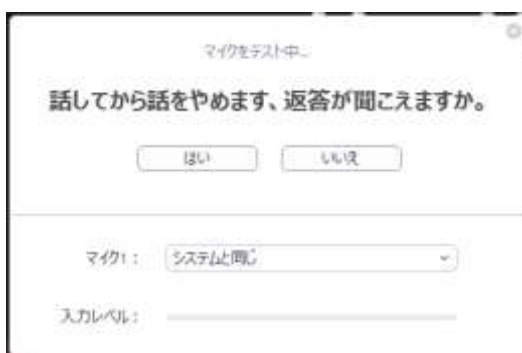 マイクをテスト中...
話してから話をやめます、返答が聞こえますか。
はい
いいえ
マイク1：
システムと同じ
入力レベル：